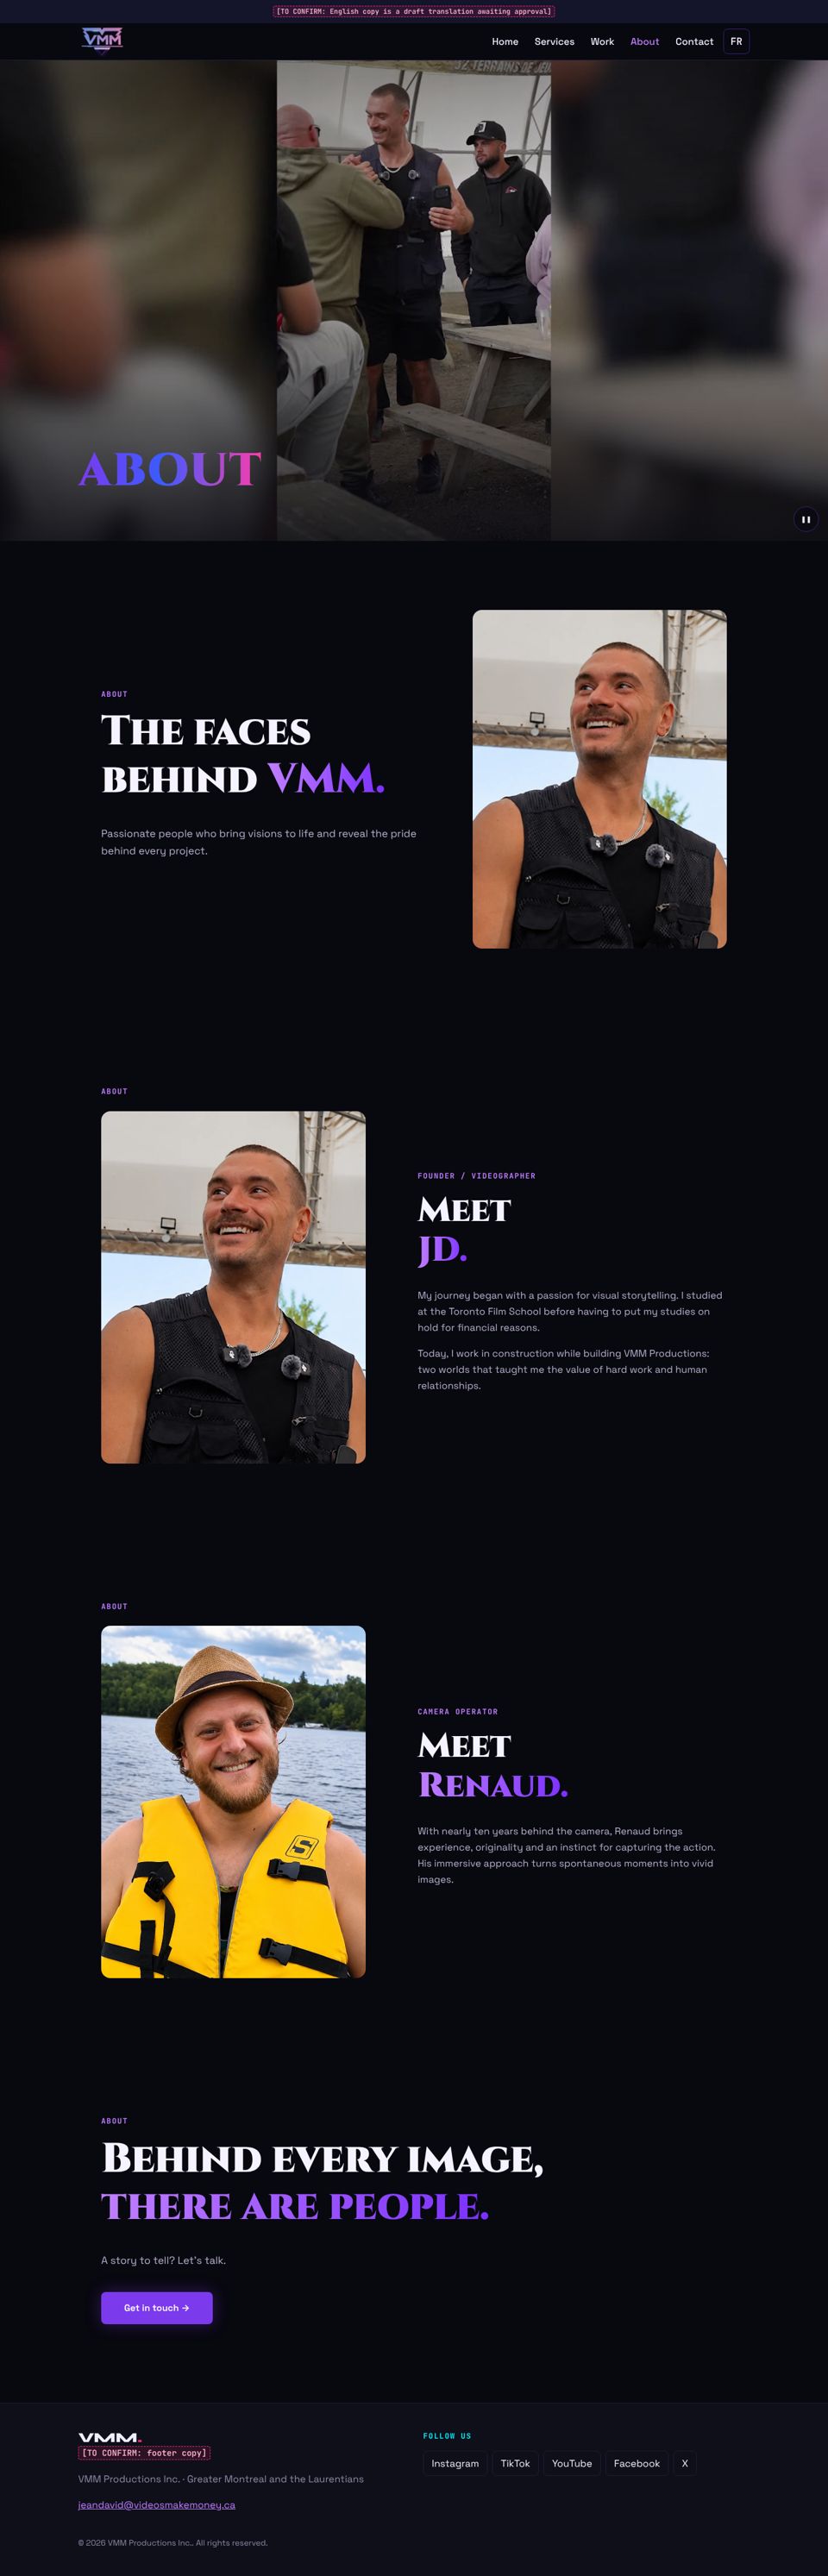 [TO CONFIRM: English copy is a draft translation awaiting approval]
VMM
Home Services Work About Contact FR
12 TERRAINS DE JEUX
ABOUT
ABOUT
THE FACES
BEHIND VMM.
Passionate people who bring visions to life and reveal the pride
behind every project.
ABOUT
FOUNDER / VIDEOGRAPHER
MEET
JD.
My journey began with a passion for visual storytelling. I studied
at the Toronto Film School before having to put my studies on
hold for financial reasons.
Today, I work in construction while building VMM Productions:
two worlds that taught me the value of hard work and human
relationships.
ABOUT
CAMERA OPERATOR
MEET
RENAUD.
With nearly ten years behind the camera, Renaud brings
experience, originality and an instinct for capturing the action.
His immersive approach turns spontaneous moments into vivid
images.
ABOUT
BEHIND EVERY IMAGE,
THERE ARE PEOPLE.
A story to tell? Let's talk.
Get in touch →
VMM.
[TO CONFIRM: footer copy]
VMM Productions Inc. · Greater Montreal and the Laurentians
jeandavid@videosmakemoney.ca
FOLLOW US
Instagram TikTok YouTube Facebook X
© 2026 VMM Productions Inc.. All rights reserved.